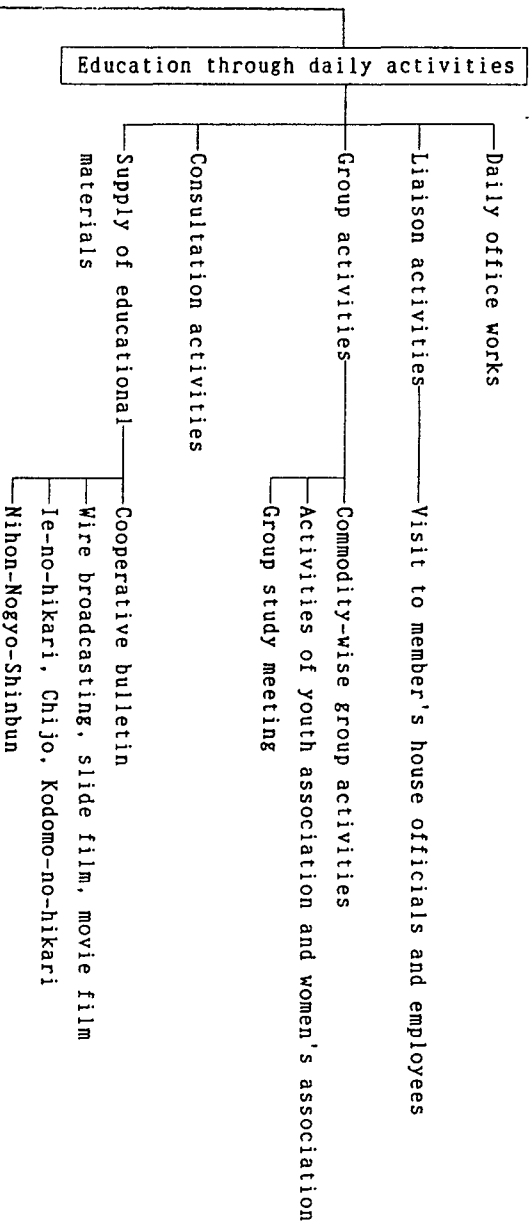 Education through daily activities
Daily office works
Liaison activities
Visit to member's house officials and employees
Group activities
Commodity-wise group activities
Activities of youth association and women's association
Group study meeting
Consultation activities
Supply of educational
materials
Cooperative bulletin
Wire broadcasting, slide film, movie film
Ie-no-hikari, Chijo, Kodomo-no-hikari
Nihon-Nogyo-Shinbun